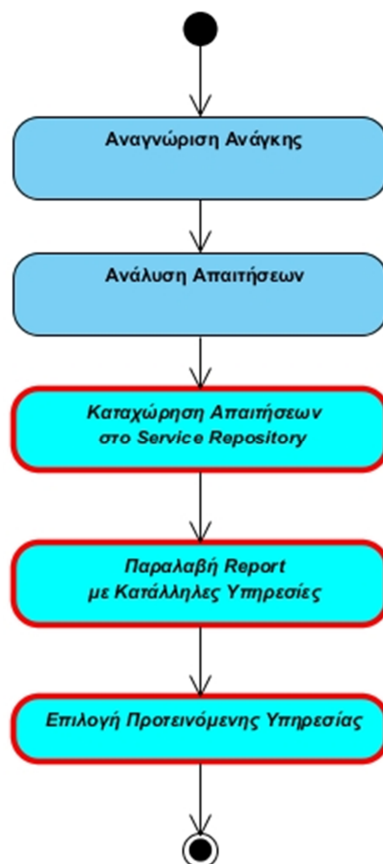 Αναγνώριση Ανάγκης
Ανάλυση Απαιτήσεων
Καταχώρηση Απαιτήσεων
στο Service Repository
Παραλαβή Report
με Κατάλληλες Υπηρεσίες
Επιλογή Προτεινόμενης Υπηρεσίας